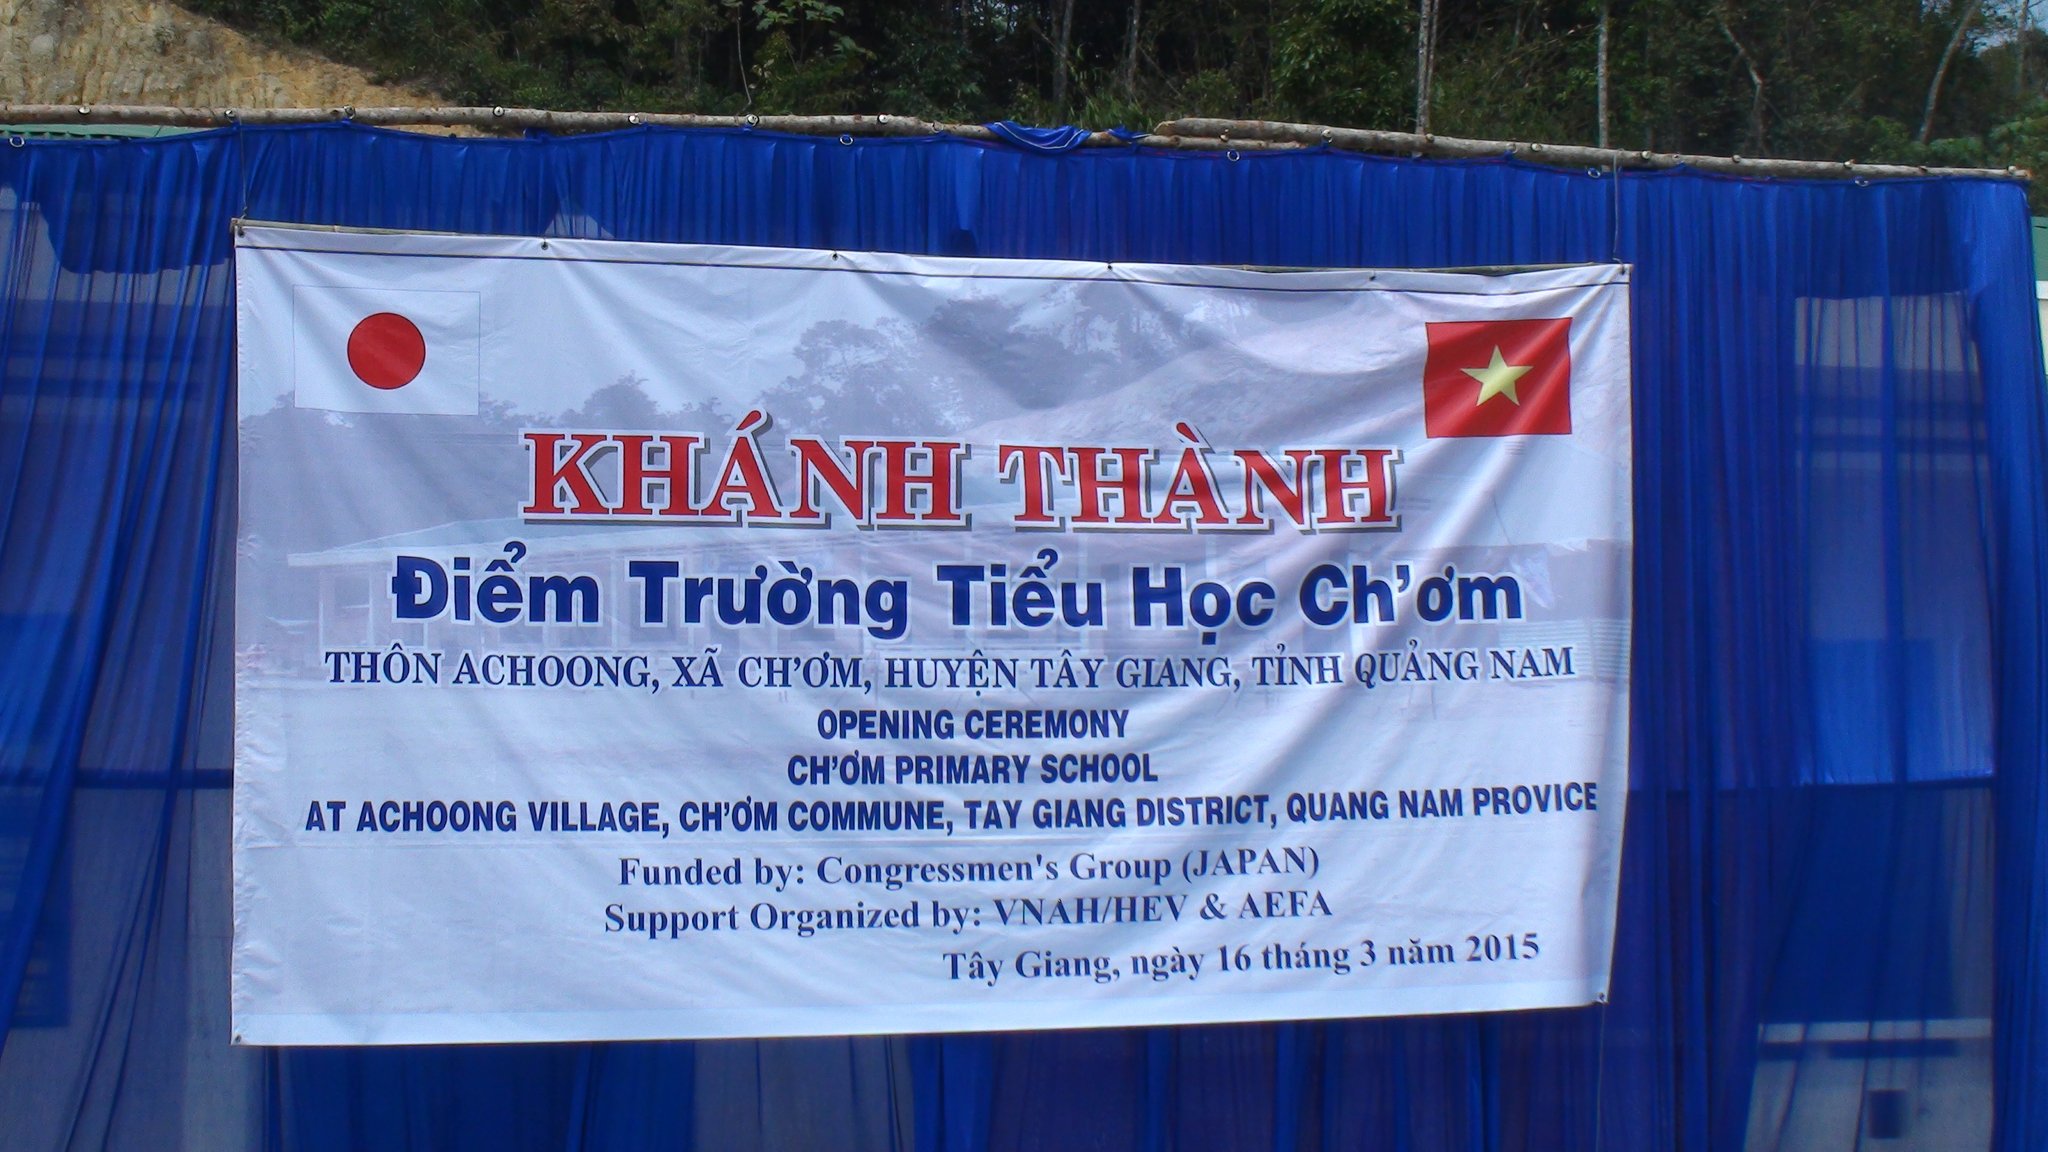 KHÁNH THÀNH
Điểm Trường Tiểu Học Ch'ơm
THÔN ACHOONG, XÃ CH'ƠM, HUYỆN TÂY GIANG, TỈNH QUẢNG NAM
OPENING CEREMONY
CH'ƠM PRIMARY SCHOOL
AT ACHOONG VILLAGE, CH'ƠM COMMUNE, TAY GIANG DISTRICT, QUANG NAM PROVICE
Funded by: Congressmen's Group (JAPAN)
Support Organized by: VNAH/HEV & AEFA
Tây Giang, ngày 16 tháng 3 năm 2015